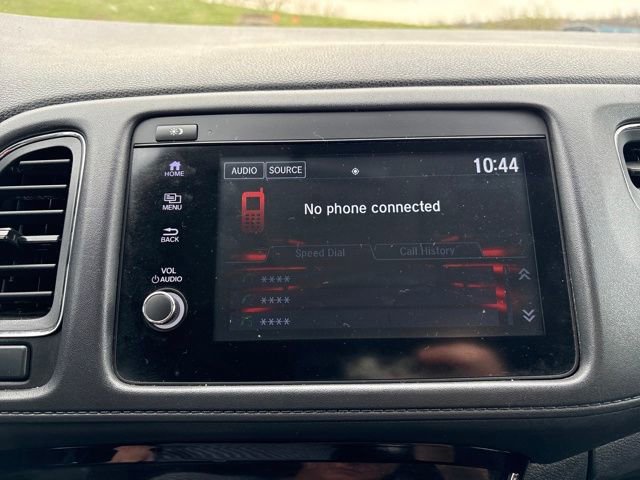 AUDIO SOURCE 10:44
HOME
No phone connected
MENU
BACK
Speed Dial Call History
VOL
AUDIO
****
****
****